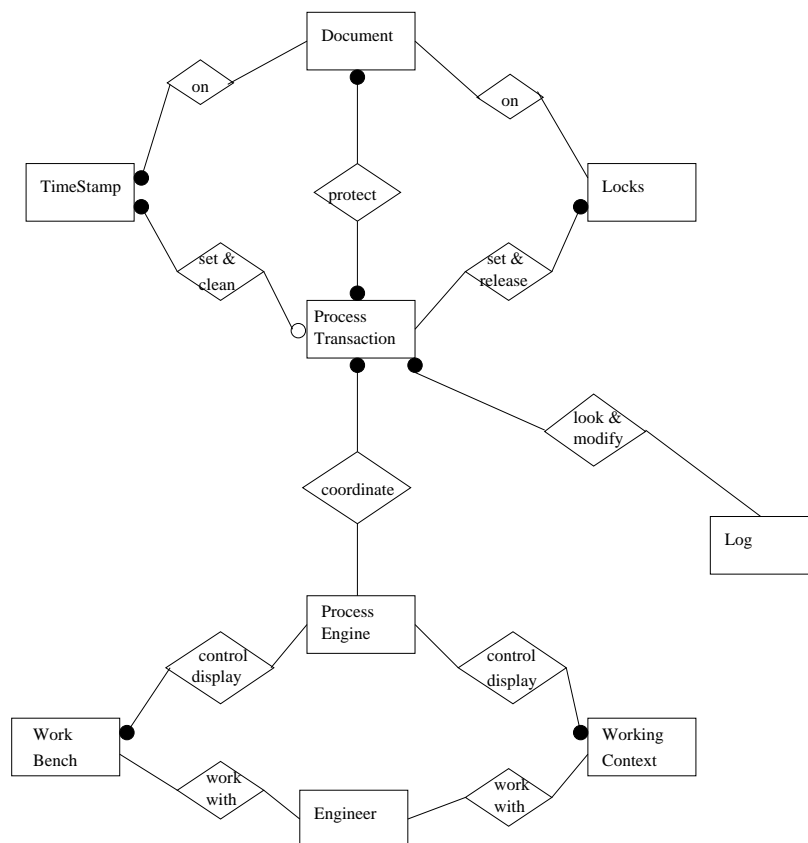 Document
on
on
TimeStamp
protect
Locks
set &
clean
set &
release
Process
Transaction
look &
modify
coordinate
Log
Process
Engine
control
display
control
display
Work
Bench
Working
Context
work
with
work
with
Engineer